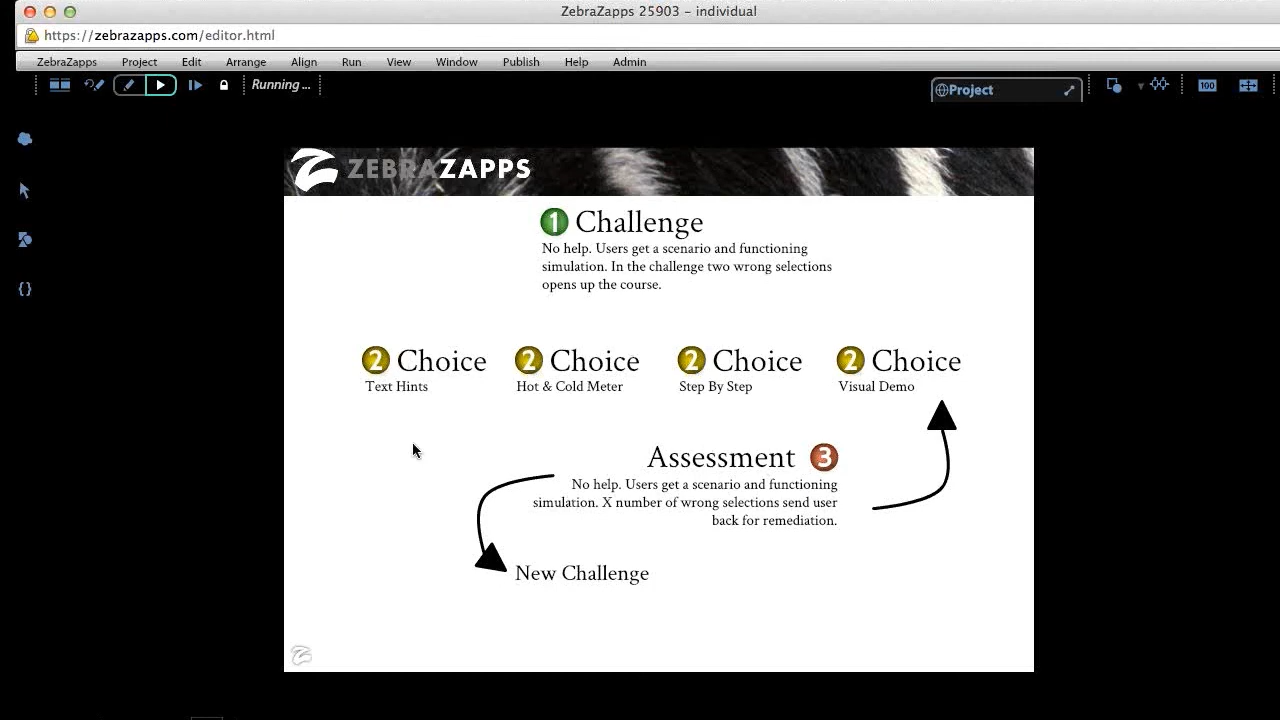 ZebraZapps 25903 – individual
https://zebrazapps.com/editor.html
ZebraZapps Project Edit Arrange Align Run View Window Publish Help Admin
Running ...
Project
100
ZEBRAZAPPS
1 Challenge
No help. Users get a scenario and functioning
simulation. In the challenge two wrong selections
opens up the course.
2 Choice
Text Hints
2 Choice
Hot & Cold Meter
2 Choice
Step By Step
2 Choice
Visual Demo
Assessment 3
No help. Users get a scenario and functioning
simulation. X number of wrong selections send user
back for remediation.
New Challenge